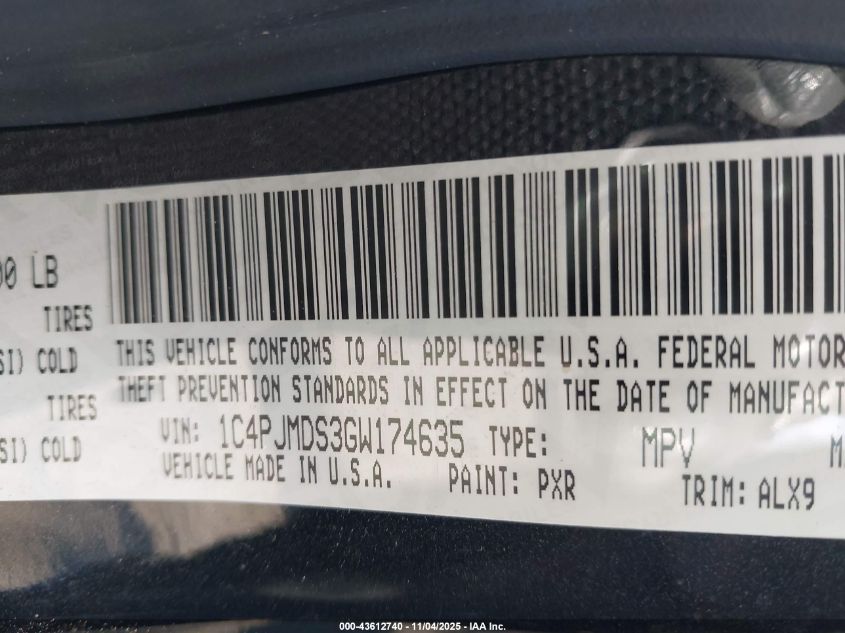 00 LB
TIRES
SI) COLD
TIRES
SI) COLD
THIS VEHICLE CONFORMS TO ALL APPLICABLE U.S.A. FEDERAL MOTOR
THEFT PREVENTION STANDARDS IN EFFECT ON THE DATE OF MANUFACT
VIN: 1C4PJMDS3GW174635 TYPE: MPV
VEHICLE MADE IN U.S.A. PAINT: PXR TRIM: ALX9
000-43612740 - 11/04/2025 - IAA Inc.